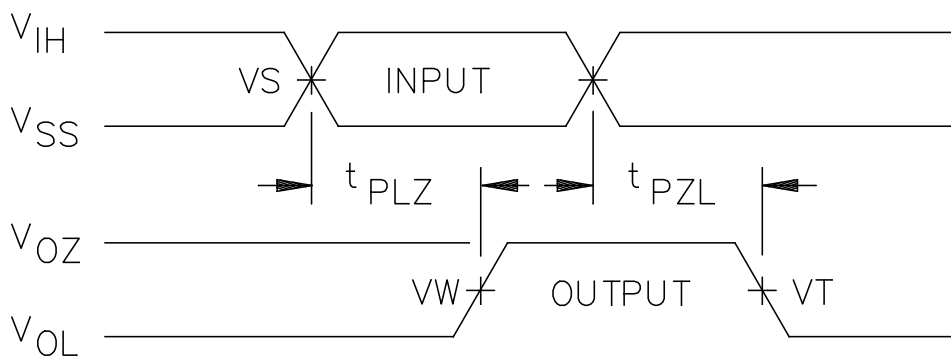 VIH
VS INPUT
VSS
tPLZ tPZL
VOZ
VW OUTPUT VT
VOL